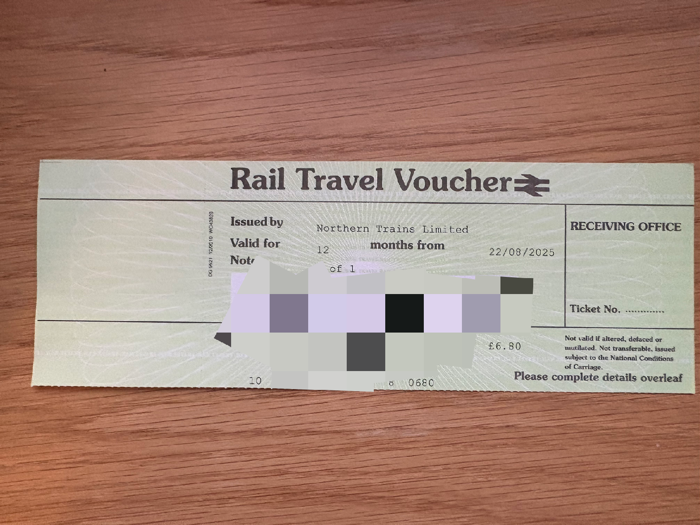 Rail Travel Voucher
Issued by Northern Trains Limited
Valid for 12 months from 22/08/2025
of 1
£6.80
10 0680
RECEIVING OFFICE
Ticket No. .............
Not valid if altered, defaced or
mutilated. Not transferable, issued
subject to the National Conditions
of Carriage.
Please complete details overleaf